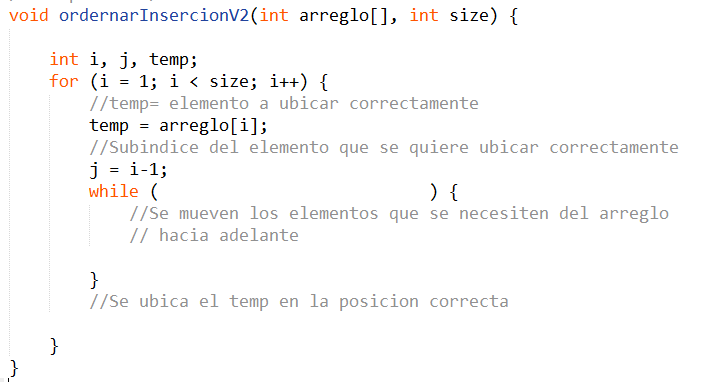 void ordernarInsercionV2(int arreglo[], int size) {
int i, j, temp;
for (i = 1; i < size; i++) {
//temp= elemento a ubicar correctamente
temp = arreglo[i];
//Subindice del elemento que se quiere ubicar correctamente
j = i-1;
while ( ) {
//Se mueven los elementos que se necesiten del arreglo
// hacia adelante
}
//Se ubica el temp en la posicion correcta
}
}